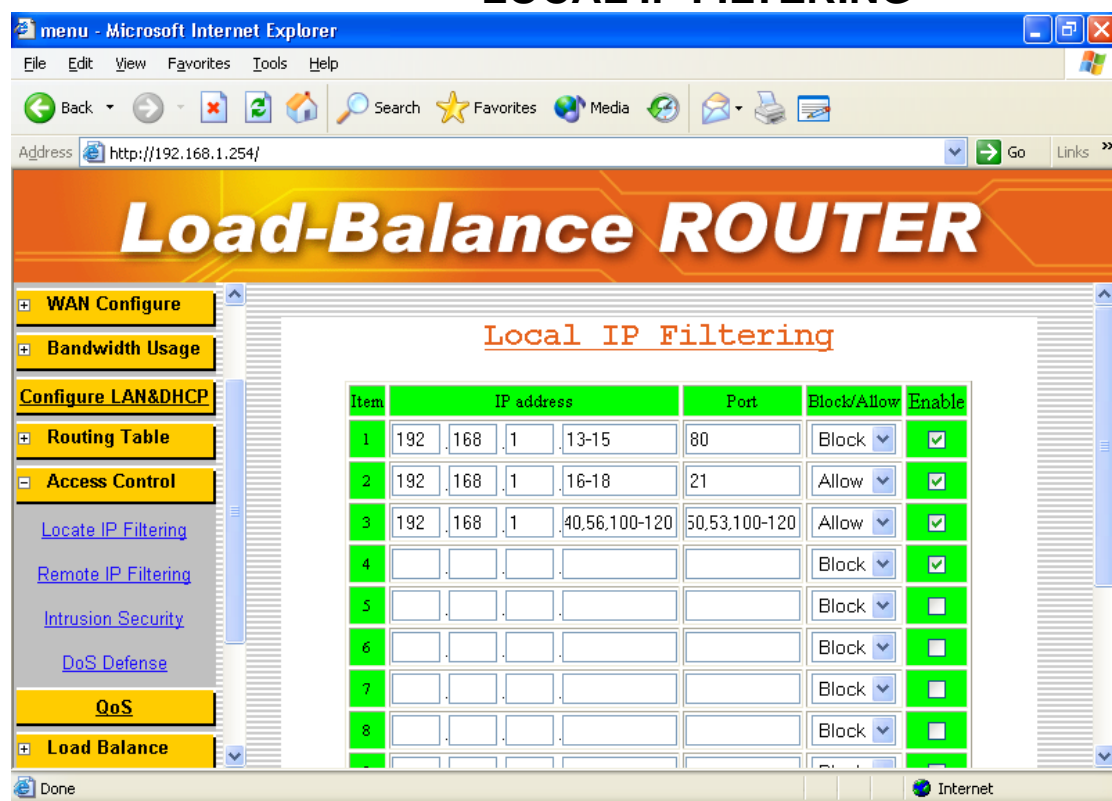 LOCAL IP FILTERING
menu - Microsoft Internet Explorer
File Edit View Favorites Tools Help
Back Search Favorites Media
Address http://192.168.1.254/ Go Links »
Load-Balance ROUTER
WAN Configure
Bandwidth Usage
Configure LAN&DHCP
Routing Table
Access Control
Locate IP Filtering
Remote IP Filtering
Intrusion Security
DoS Defense
QoS
Load Balance
Local IP Filtering
Item IP address Port Block/Allow Enable
1 192 .168 .1 .13-15 80 Block
2 192 .168 .1 .16-18 21 Allow
3 192 .168 .1 .40,56,100-120 50,53,100-120 Allow
4 . . . Block
5 . . . Block
6 . . . Block
7 . . . Block
8 . . . Block
Done Internet